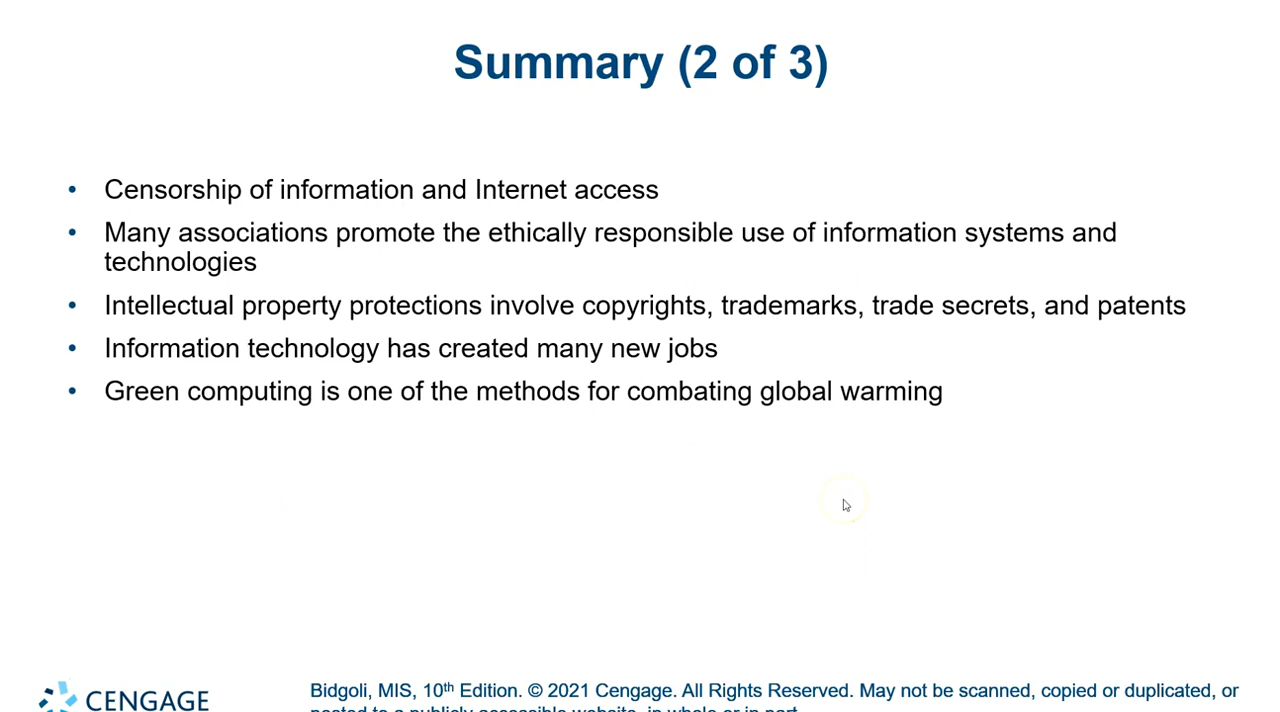 Summary (2 of 3)
• Censorship of information and Internet access
• Many associations promote the ethically responsible use of information systems and
technologies
• Intellectual property protections involve copyrights, trademarks, trade secrets, and patents
• Information technology has created many new jobs
• Green computing is one of the methods for combating global warming
CENGAGE
Bidgoli, MIS, 10th Edition. © 2021 Cengage. All Rights Reserved. May not be scanned, copied or duplicated, or
posted to a publicly accessible website, in whole or in part